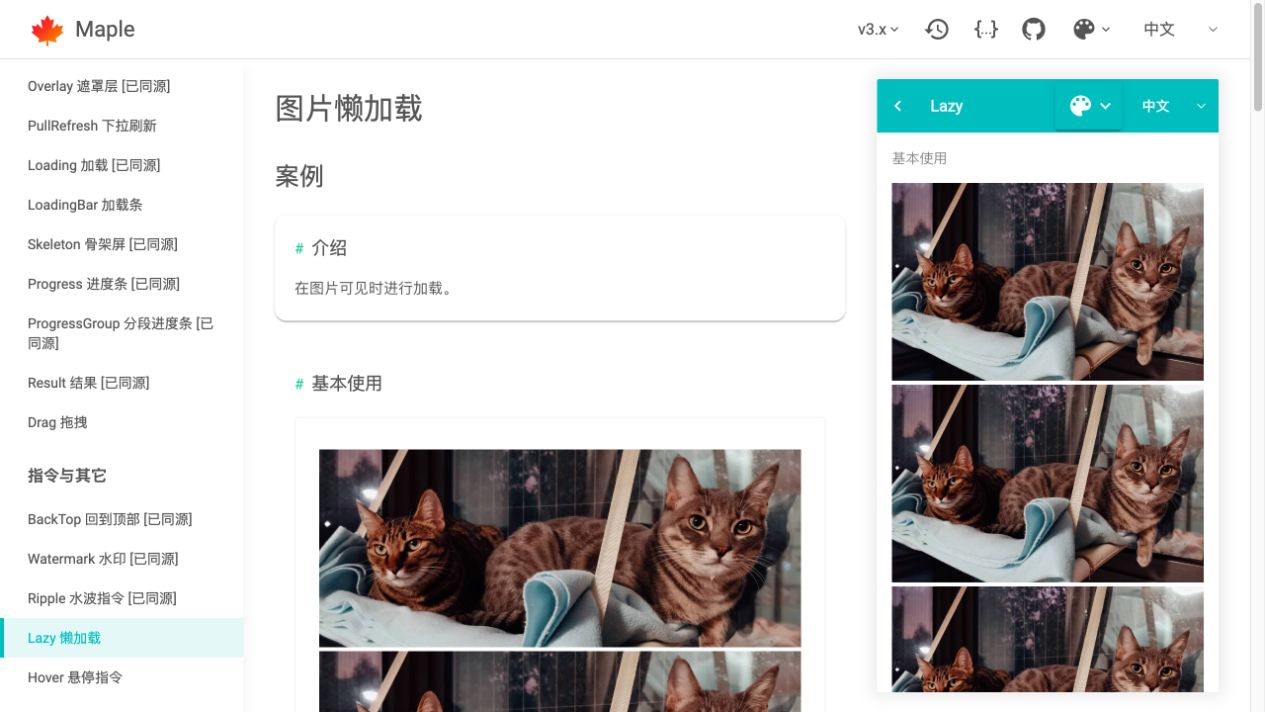 Maple
v3.x
{...}
中文
Overlay 遮罩层 [已同源]
PullRefresh 下拉刷新
Loading 加载 [已同源]
LoadingBar 加载条
Skeleton 骨架屏 [已同源]
Progress 进度条 [已同源]
ProgressGroup 分段进度条 [已
同源]
Result 结果 [已同源]
Drag 拖拽
指令与其它
BackTop 回到顶部 [已同源]
Watermark 水印 [已同源]
Ripple 水波指令 [已同源]
Lazy 懒加载
Hover 悬停指令
图片懒加载
案例
# 介绍
在图片可见时进行加载。
# 基本使用
Lazy
中文
基本使用